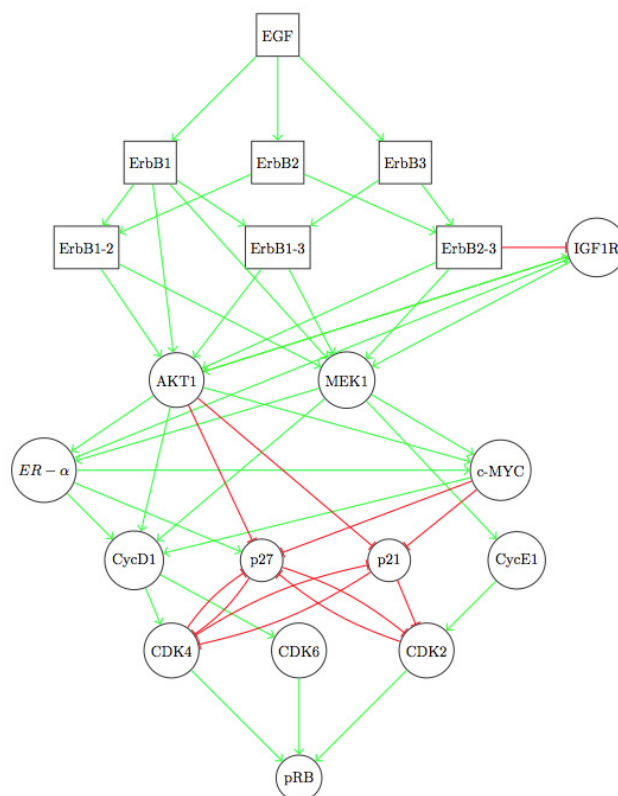 EGF
ErbB1
ErbB2
ErbB3
ErbB1-2
ErbB1-3
ErbB2-3
IGF1R
AKT1
MEK1
ER − α
c-MYC
CycD1
p27
p21
CycE1
CDK4
CDK6
CDK2
pRB